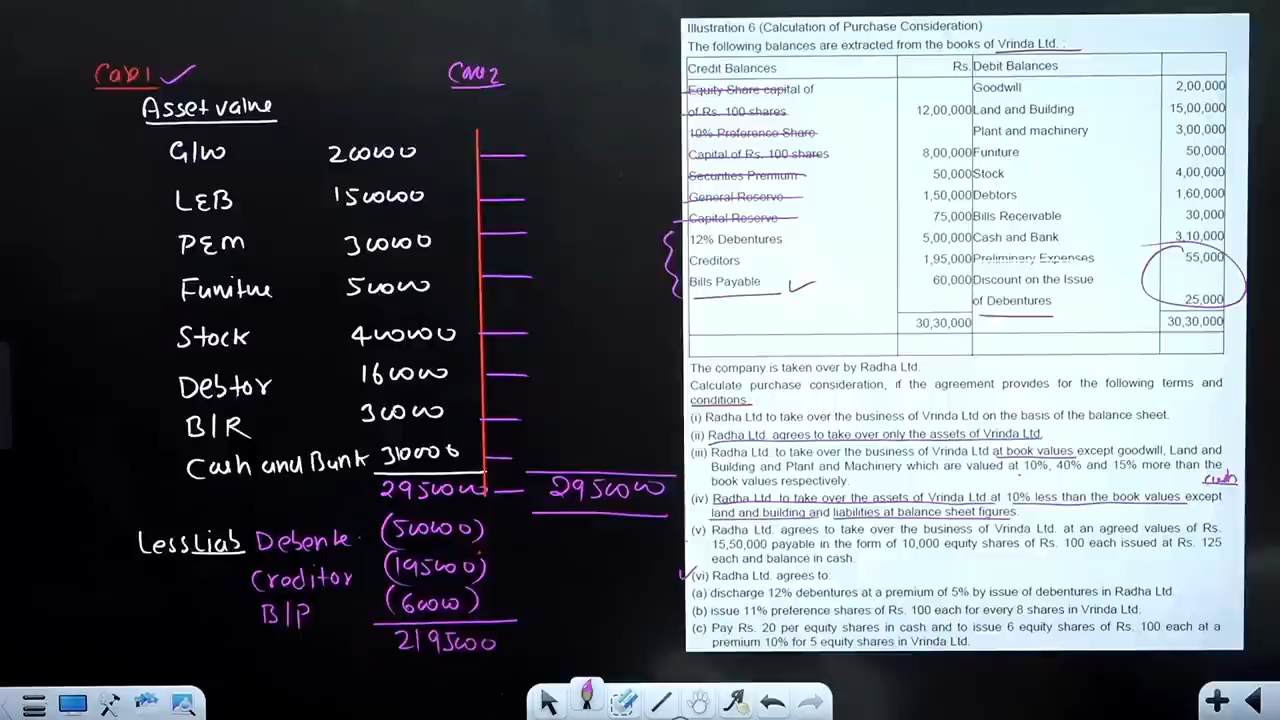 Case 1
Case 2
Asset value
G/W 200000
L&B 1500000
P&M 300000
Funitue 50000
Stock 400000
Debtor 160000
B/R 30000
Cash and Bank 310000
2950000 2950000
Less Liab Debente (500000)
Creditor (195000)
B/P (60000)
2195000
Illustration 6 (Calculation of Purchase Consideration)
The following balances are extracted from the books of Vrinda Ltd. :
Credit Balances Rs. Debit Balances
Equity Share capital of Goodwill 2,00,000
of Rs. 100 shares 12,00,000 Land and Building 15,00,000
10% Preference Share Plant and machinery 3,00,000
Capital of Rs. 100 shares 8,00,000 Funiture 50,000
Securities Premium 50,000 Stock 4,00,000
General Reserve 1,50,000 Debtors 1,60,000
Capital Reserve 75,000 Bills Receivable 30,000
12% Debentures 5,00,000 Cash and Bank 3,10,000
Creditors 1,95,000 Preliminary Expenses 55,000
Bills Payable 60,000 Discount on the Issue
of Debentures 25,000
30,30,000 30,30,000
The company is taken over by Radha Ltd.
Calculate purchase consideration, if the agreement provides for the following terms and
conditions.
(i) Radha Ltd to take over the business of Vrinda Ltd on the basis of the balance sheet.
(ii) Radha Ltd. agrees to take over only the assets of Vrinda Ltd.
(iii) Radha Ltd. to take over the business of Vrinda Ltd at book values except goodwill, Land and
Building and Plant and Machinery which are valued at 10%, 40% and 15% more than the
book values respectively.
cash
(iv) Radha Ltd. to take over the assets of Vrinda Ltd at 10% less than the book values except
land and building and liabilities at balance sheet figures.
(v) Radha Ltd. agrees to take over the business of Vrinda Ltd. at an agreed values of Rs.
15,50,000 payable in the form of 10,000 equity shares of Rs. 100 each issued at Rs. 125
each and balance in cash.
(vi) Radha Ltd. agrees to:
(a) discharge 12% debentures at a premium of 5% by issue of debentures in Radha Ltd.
(b) issue 11% preference shares of Rs. 100 each for every 8 shares in Vrinda Ltd.
(c) Pay Rs. 20 per equity shares in cash and to issue 6 equity shares of Rs. 100 each at a
premium 10% for 5 equity shares in Vrinda Ltd.